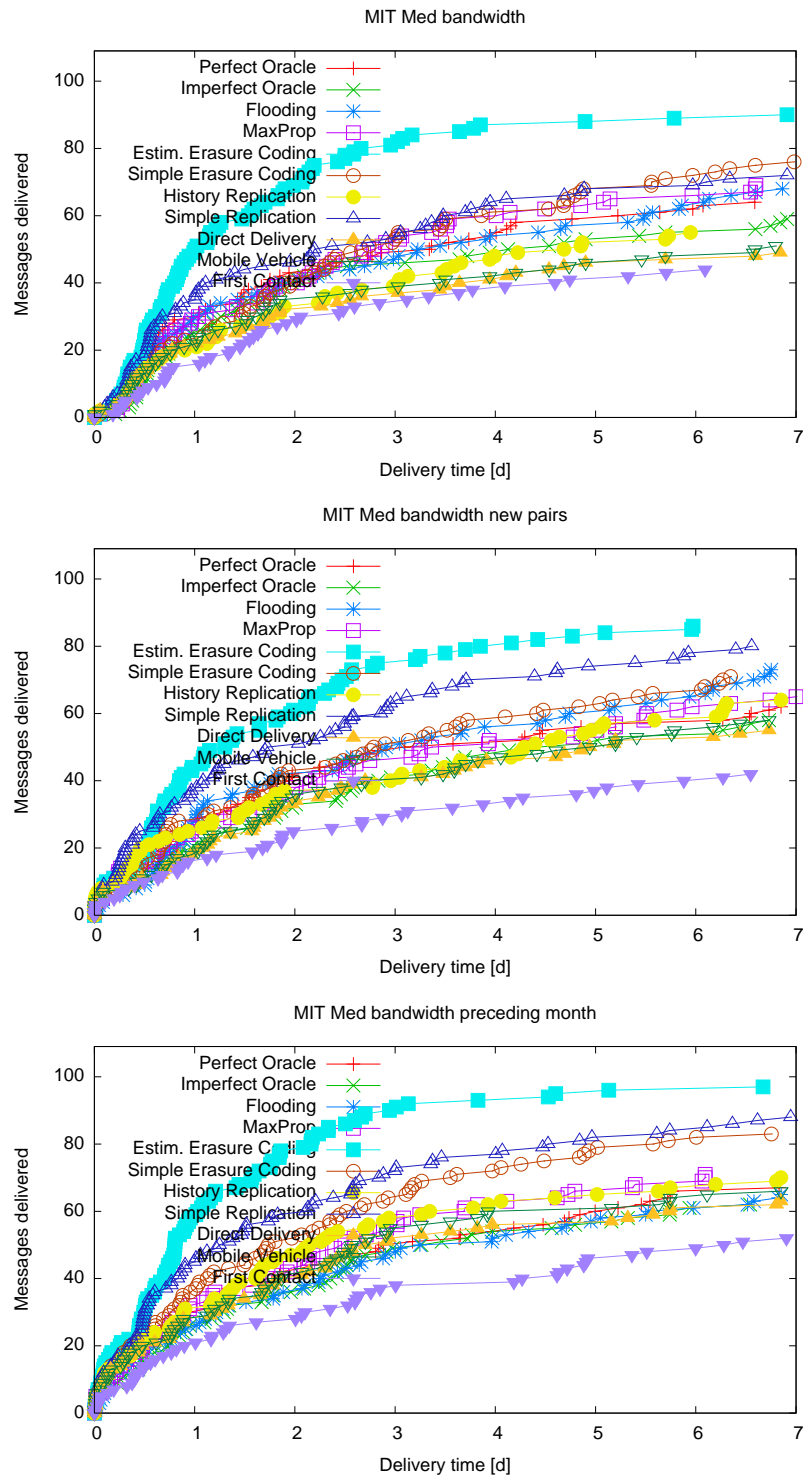 MIT Med bandwidth
Messages delivered
100
80
60
40
20
0
Perfect Oracle
Imperfect Oracle
Flooding
MaxProp
Estim. Erasure Coding
Simple Erasure Coding
History Replication
Simple Replication
Direct Delivery
Mobile Vehicle
First Contact
0 1 2 3 4 5 6 7
Delivery time [d]
MIT Med bandwidth new pairs
Messages delivered
100
80
60
40
20
0
Perfect Oracle
Imperfect Oracle
Flooding
MaxProp
Estim. Erasure Coding
Simple Erasure Coding
History Replication
Simple Replication
Direct Delivery
Mobile Vehicle
First Contact
0 1 2 3 4 5 6 7
Delivery time [d]
MIT Med bandwidth preceding month
Messages delivered
100
80
60
40
20
0
Perfect Oracle
Imperfect Oracle
Flooding
MaxProp
Estim. Erasure Coding
Simple Erasure Coding
History Replication
Simple Replication
Direct Delivery
Mobile Vehicle
First Contact
0 1 2 3 4 5 6 7
Delivery time [d]